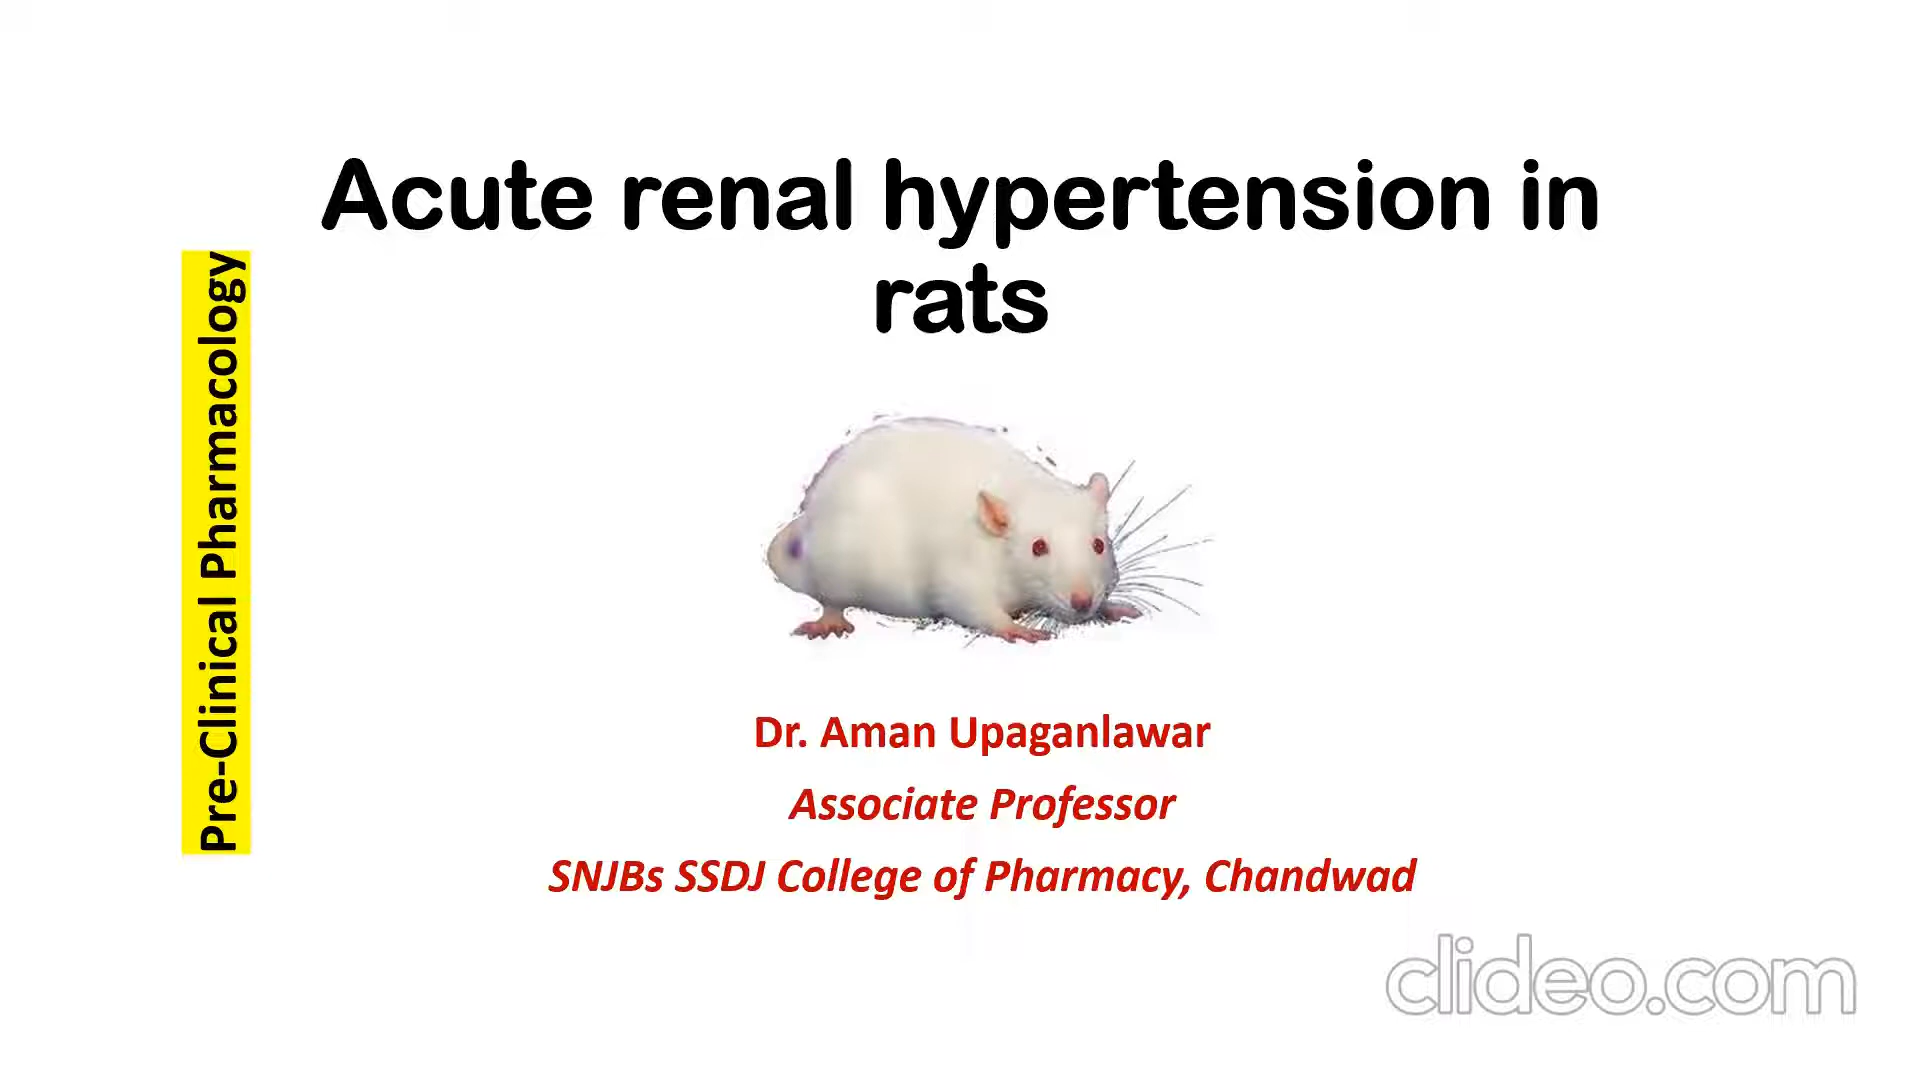 Acute renal hypertension in
rats
Pre-Clinical Pharmacology
Dr. Aman Upaganlawar
Associate Professor
SNJBs SSDJ College of Pharmacy, Chandwad
clideo.com